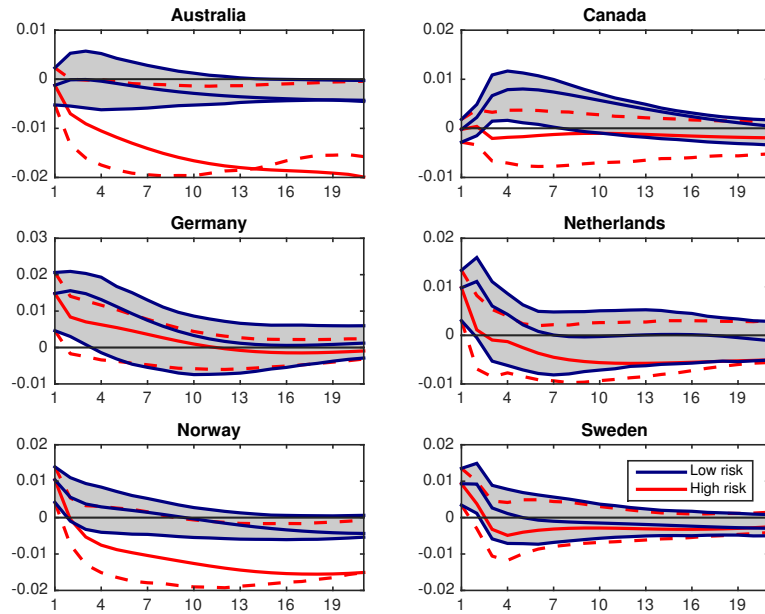 Australia
0.01
0
-0.01
-0.02
1 4 7 10 13 16 19
Canada
0.02
0.01
0
-0.01
1 4 7 10 13 16 19
Germany
0.03
0.02
0.01
0
-0.01
1 4 7 10 13 16 19
Netherlands
0.02
0.01
0
-0.01
1 4 7 10 13 16 19
Norway
0.02
0.01
0
-0.01
-0.02
1 4 7 10 13 16 19
Sweden
0.02
0.01
0
-0.01
-0.02
1 4 7 10 13 16 19
Low risk
High risk